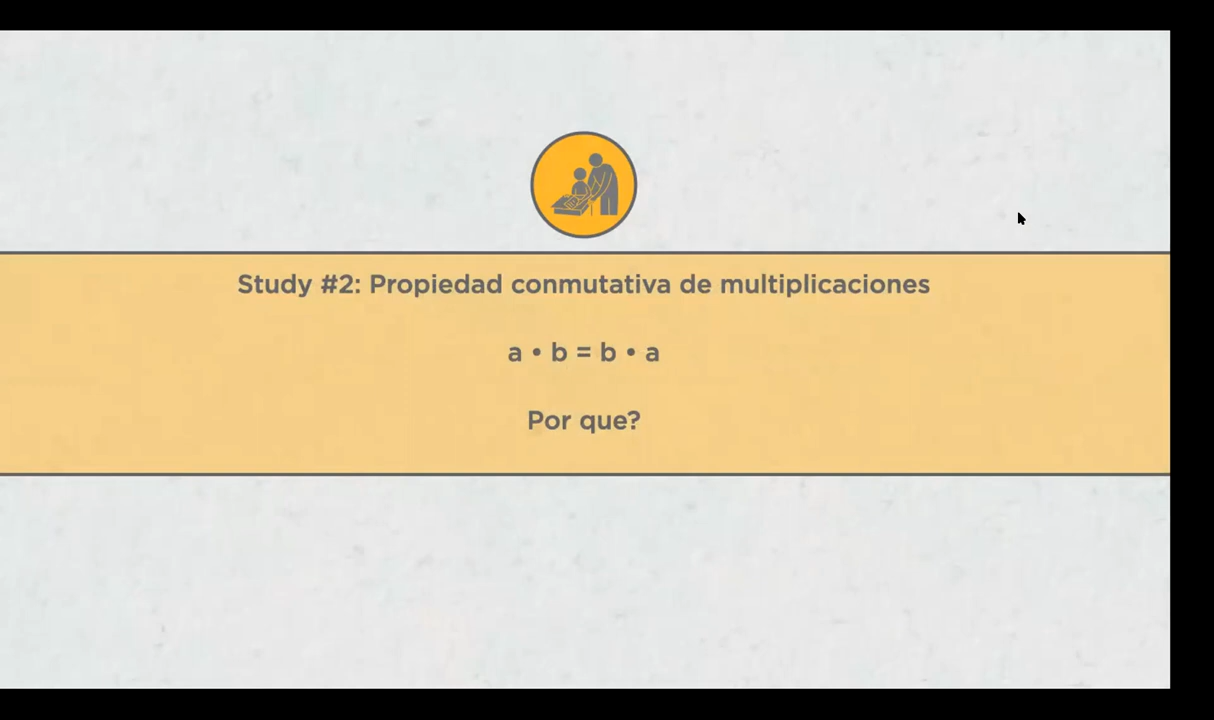 Study #2: Propiedad conmutativa de multiplicaciones
a • b = b • a
Por que?